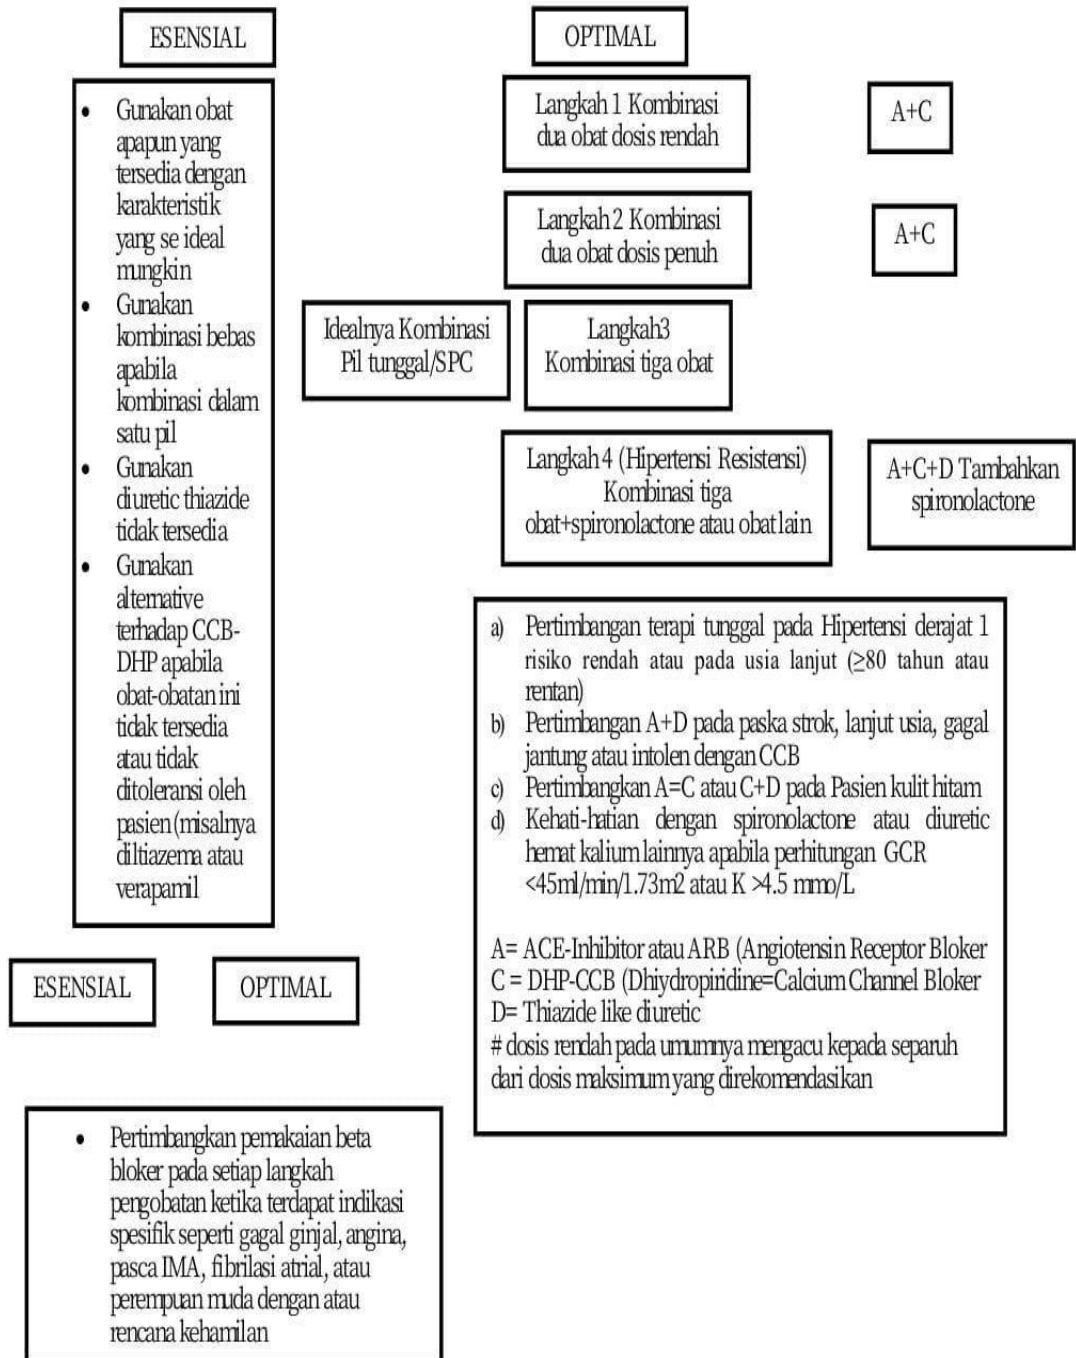 ESENSIAL
OPTIMAL
• Gunakan obat
apapun yang
tersedia dengan
karakteristik
yang se ideal
mungkin
• Gunakan
kombinasi bebas
apabila
kombinasi dalam
satu pil
• Gunakan
diuretic thiazide
tidak tersedia
• Gunakan
alternative
terhadap CCB-
DHP apabila
obat-obatan ini
tidak tersedia
atau tidak
ditoleransi oleh
pasien (misalnya
diltiazema atau
verapamil
Langkah 1 Kombinasi
dua obat dosis rendah
A+C
Langkah 2 Kombinasi
dua obat dosis penuh
A+C
Idealnya Kombinasi
Pil tunggal/SPC
Langkah3
Kombinasi tiga obat
Langkah 4 (Hipertensi Resistensi)
Kombinasi tiga
obat+spironolactone atau obat lain
A+C+D Tambahkan
spironolactone
a) Pertimbangan terapi tunggal pada Hipertensi derajat 1
risiko rendah atau pada usia lanjut (≥80 tahun atau
rentan)
b) Pertimbangan A+D pada paska strok, lanjut usia, gagal
jantung atau intolen dengan CCB
c) Pertimbangkan A=C atau C+D pada Pasien kulit hitam
d) Kehati-hatian dengan spironolactone atau diuretic
hemat kalium lainnya apabila perhitungan GCR
<45ml/min/1.73m2 atau K >4.5 mmo/L
A= ACE-Inhibitor atau ARB (Angiotensin Receptor Bloker
C = DHP-CCB (Dhiydropiridine=Calcium Channel Bloker
D= Thiazide like diuretic
# dosis rendah pada umumnya mengacu kepada separuh
dari dosis maksimum yang direkomendasikan
ESENSIAL
OPTIMAL
• Pertimbangkan pemakaian beta
bloker pada setiap langkah
pengobatan ketika terdapat indikasi
spesifik seperti gagal ginjal, angina,
pasca IMA, fibrilasi atrial, atau
perempuan muda dengan atau
rencana kehamilan